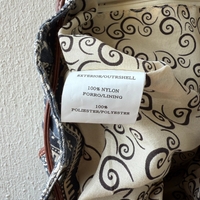 EXTERIOR/OUTSHELL
100% NYLON
FORRO/LINING
100%
POLIESTER/POLYESTER